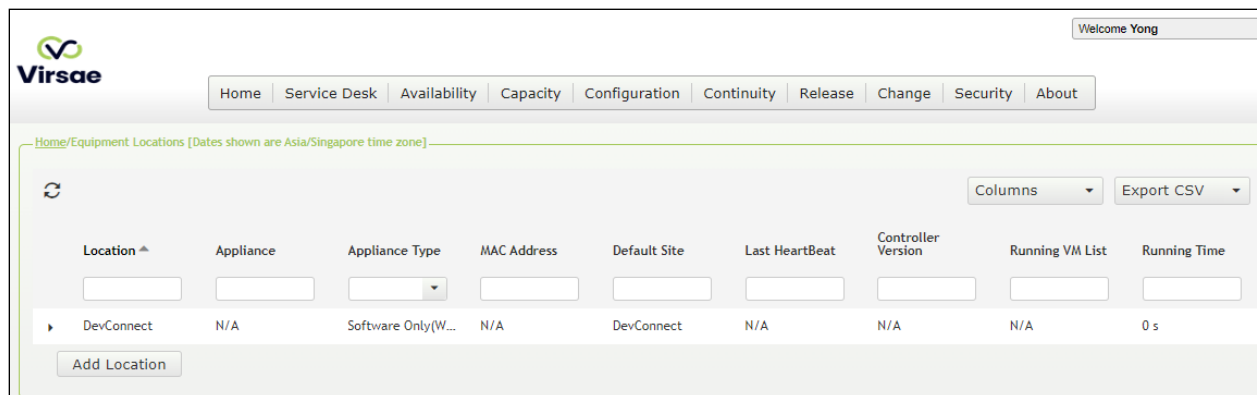 Welcome Yong
Virsae
Home Service Desk Availability Capacity Configuration Continuity Release Change Security About
Home/Equipment Locations [Dates shown are Asia/Singapore time zone]
Columns Export CSV
Location Appliance Appliance Type MAC Address Default Site Last HeartBeat Controller Version Running VM List Running Time
DevConnect N/A Software Only(W... N/A DevConnect N/A N/A N/A 0 s
Add Location